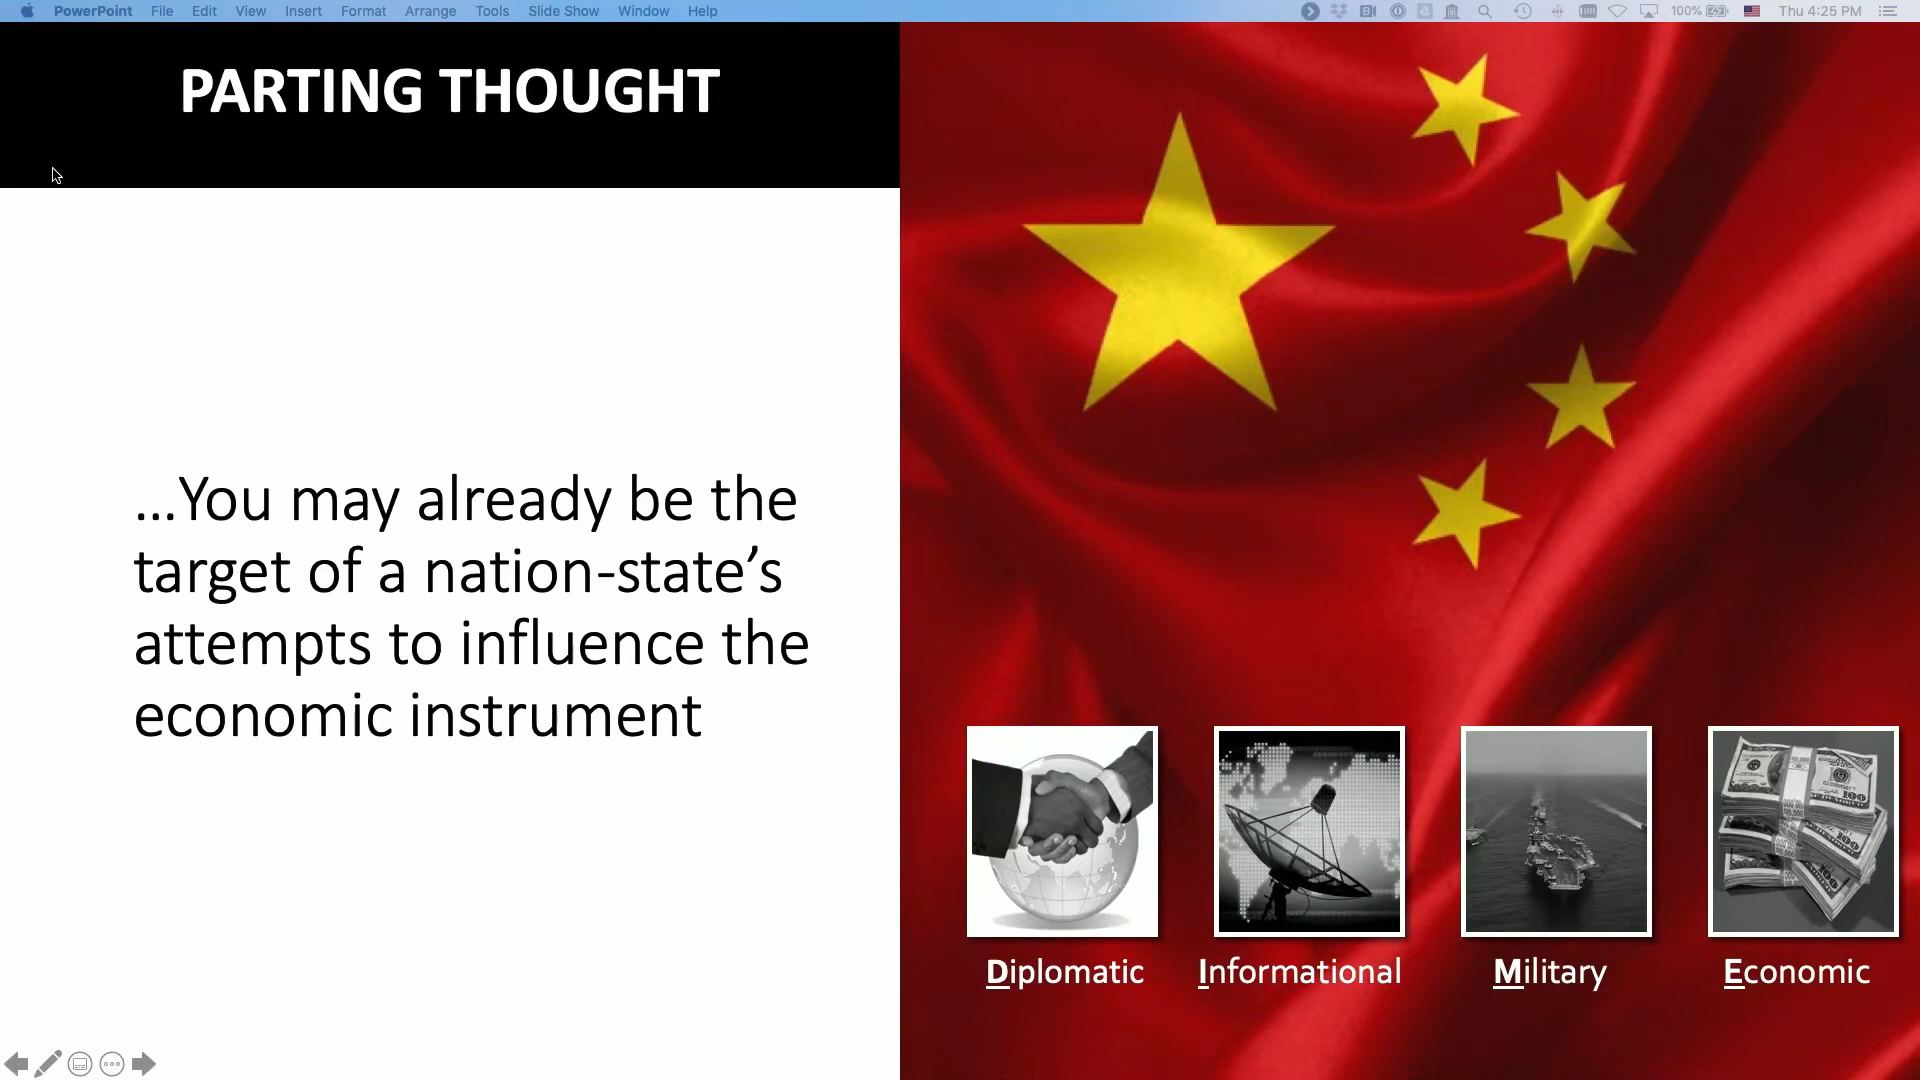 PowerPoint File Edit View Insert Format Arrange Tools Slide Show Window Help 100% Thu 4:25 PM
PARTING THOUGHT
...You may already be the
target of a nation-state’s
attempts to influence the
economic instrument
Diplomatic Informational Military Economic